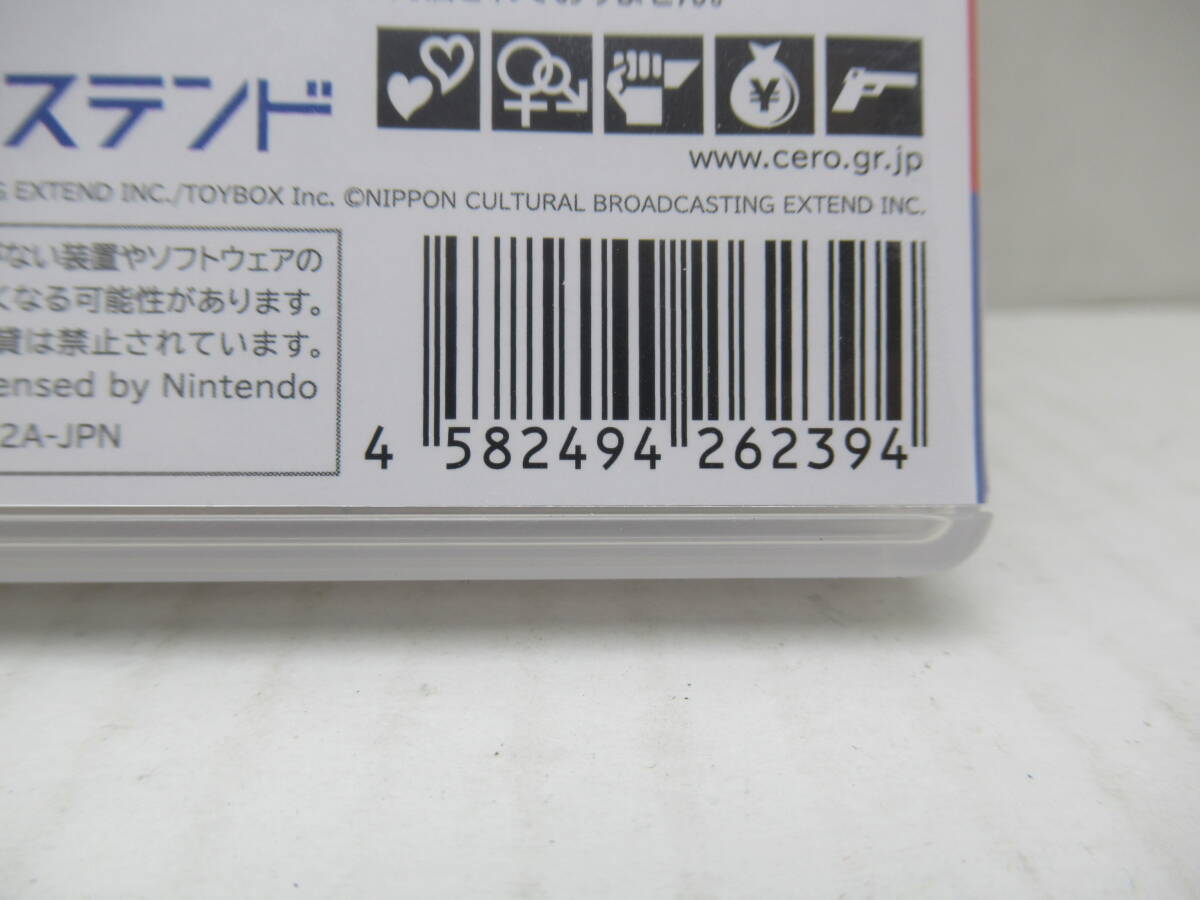 ステンド
¥
www.cero.gr.jp
EXTEND INC./TOYBOX Inc. ©NIPPON CULTURAL BROADCASTING EXTEND INC.
ない装置やソフトウェアの
なる可能性があります。
貸は禁止されています。
ensed by Nintendo
2A-JPN
4 582494 262394